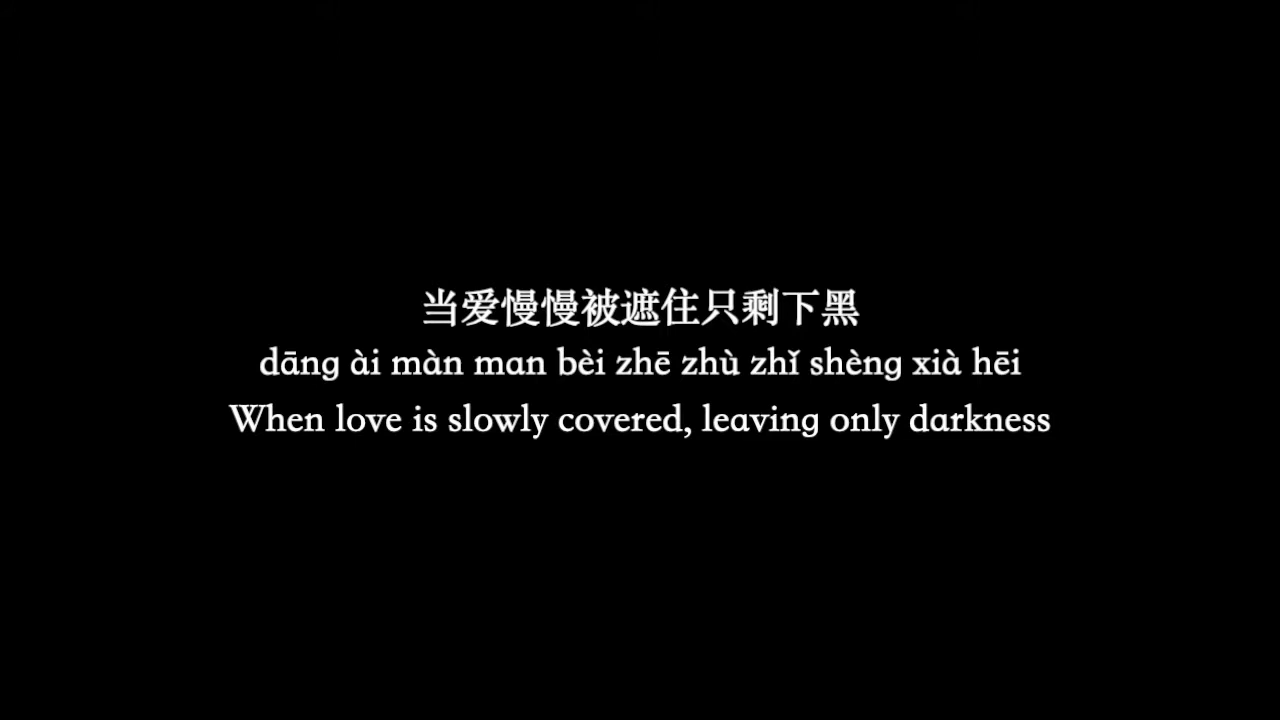 当爱慢慢被遮住只剩下黑
dāng ài màn man bèi zhē zhù zhǐ shèng xià hēi
When love is slowly covered, leaving only darkness